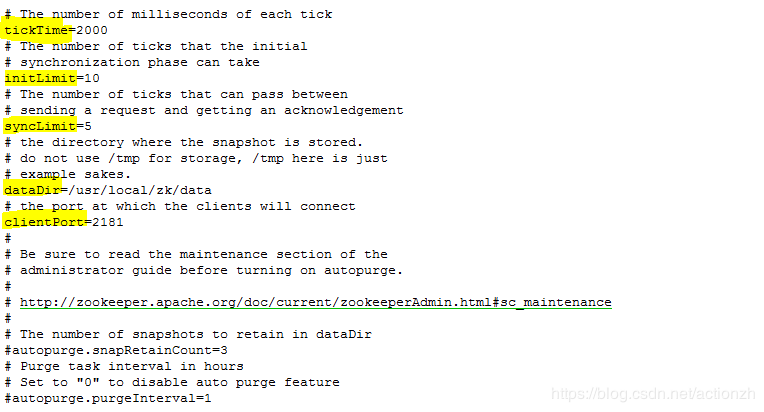 # The number of milliseconds of each tick
tickTime=2000
# The number of ticks that the initial
# synchronization phase can take
initLimit=10
# The number of ticks that can pass between
# sending a request and getting an acknowledgement
syncLimit=5
# the directory where the snapshot is stored.
# do not use /tmp for storage, /tmp here is just
# example sakes.
dataDir=/usr/local/zk/data
# the port at which the clients will connect
clientPort=2181
#
# Be sure to read the maintenance section of the
# administrator guide before turning on autopurge.
#
# http://zookeeper.apache.org/doc/current/zookeeperAdmin.html#sc_maintenance
#
# The number of snapshots to retain in dataDir
#autopurge.snapRetainCount=3
# Purge task interval in hours
# Set to "0" to disable auto purge feature
#autopurge.purgeInterval=1
https://blog.csdn.net/actionzh